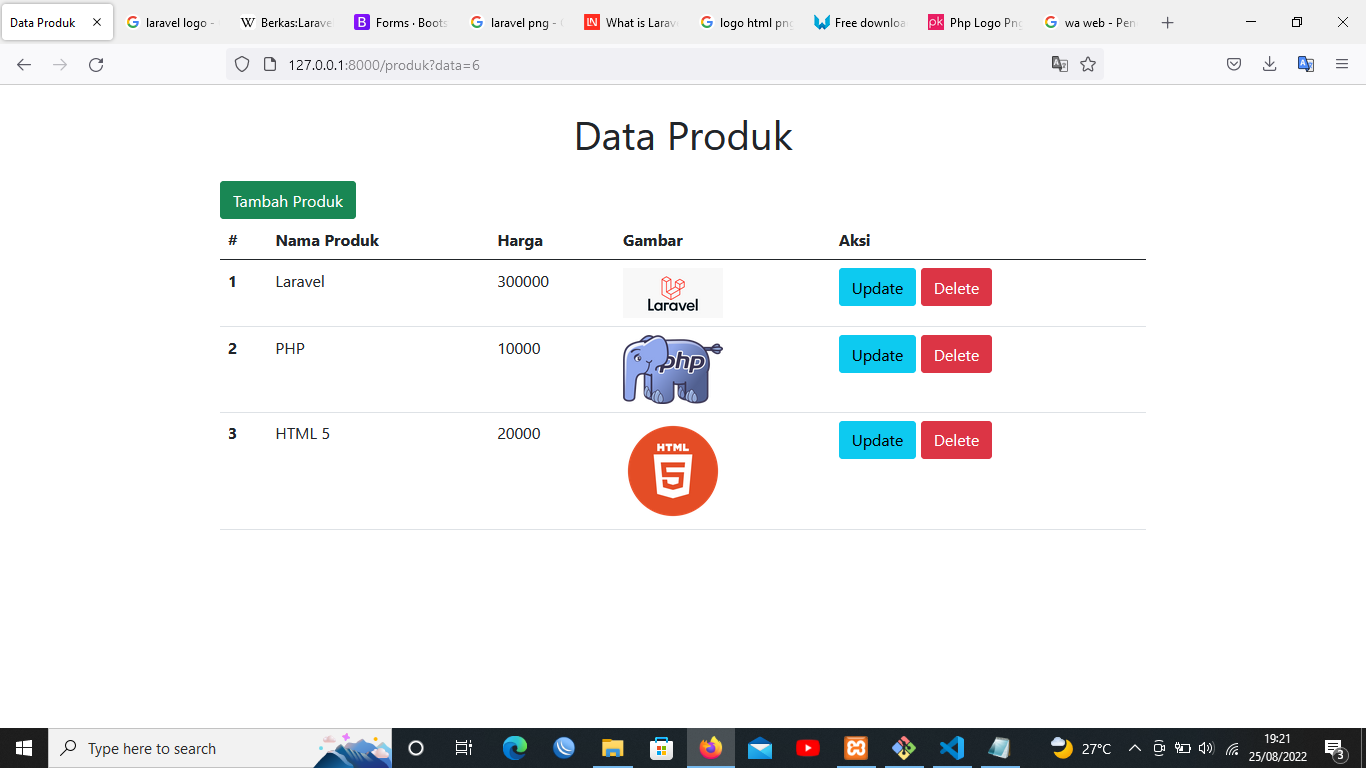 Data Produk
laravel logo -
Berkas:Larave
Forms · Boots
laravel png -
What is Larav
logo html png
Free downloa
Php Logo Png
wa web - Pen
127.0.0.1:8000/produk?data=6
Data Produk
Tambah Produk
# Nama Produk Harga Gambar Aksi
1 Laravel 300000 Laravel Update Delete
2 PHP 10000 php Update Delete
3 HTML 5 20000 HTML 5 Update Delete
Type here to search
27°C
19:21
25/08/2022
3